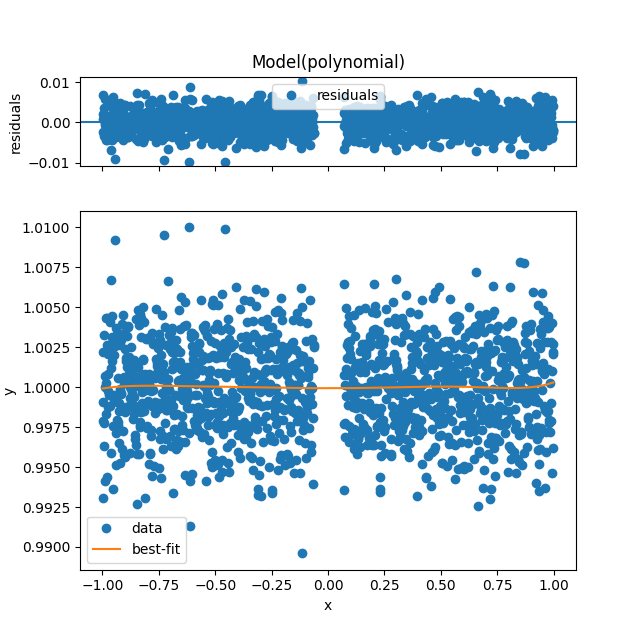 Model(polynomial)
0.01
0.00
−0.01
residuals
residuals
1.0100
1.0075
1.0050
1.0025
1.0000
0.9975
0.9950
0.9925
0.9900
y
data
best-fit
−1.00 −0.75 −0.50 −0.25 0.00 0.25 0.50 0.75 1.00
x